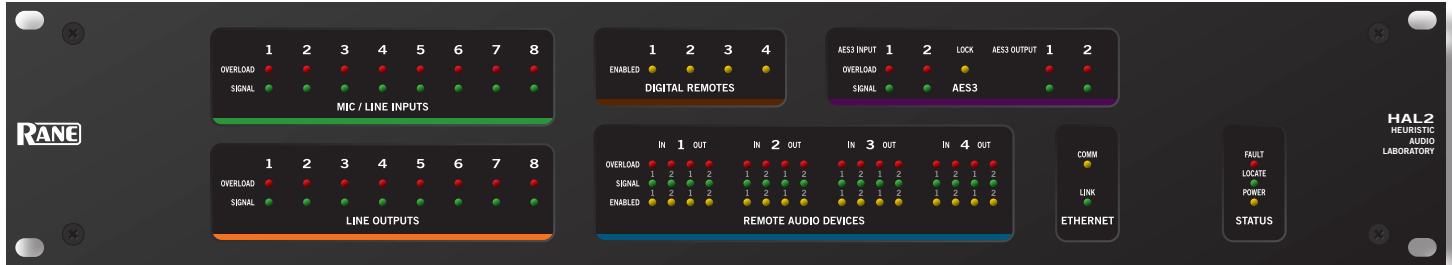 RANE
1 2 3 4 5 6 7 8
OVERLOAD
SIGNAL
MIC / LINE INPUTS
1 2 3 4 5 6 7 8
OVERLOAD
SIGNAL
LINE OUTPUTS
1 2 3 4
ENABLED
DIGITAL REMOTES
AES3 INPUT 1 2 LOCK AES3 OUTPUT 1 2
OVERLOAD
SIGNAL AES3
IN 1 OUT IN 2 OUT IN 3 OUT IN 4 OUT
OVERLOAD
1 2 1 2 1 2 1 2 1 2 1 2 1 2 1 2
SIGNAL
1 2 1 2 1 2 1 2 1 2 1 2 1 2 1 2
ENABLED
REMOTE AUDIO DEVICES
COMM
LINK
ETHERNET
FAULT
LOCATE
POWER
STATUS
HAL2
HEURISTIC
AUDIO
LABORATORY